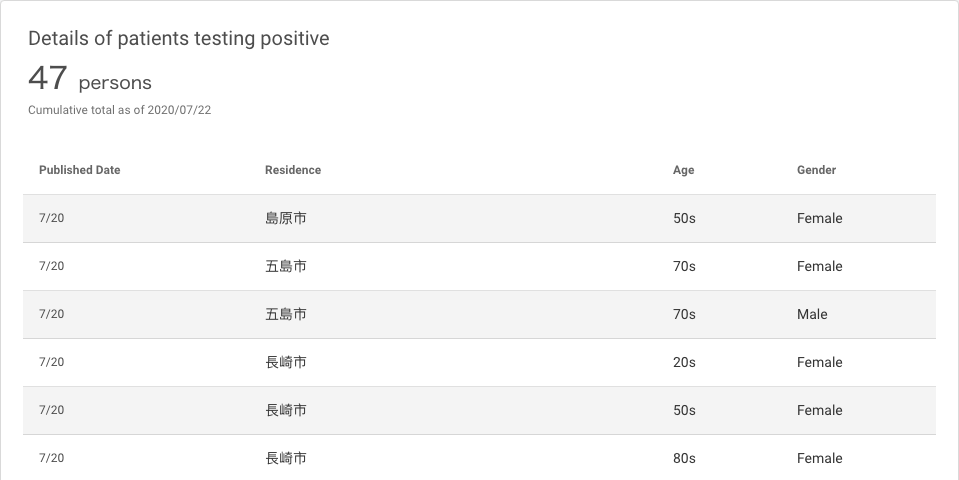 Details of patients testing positive
47 persons
Cumulative total as of 2020/07/22
Published Date Residence Age Gender
7/20 島原市 50s Female
7/20 五島市 70s Female
7/20 五島市 70s Male
7/20 長崎市 20s Female
7/20 長崎市 50s Female
7/20 長崎市 80s Female